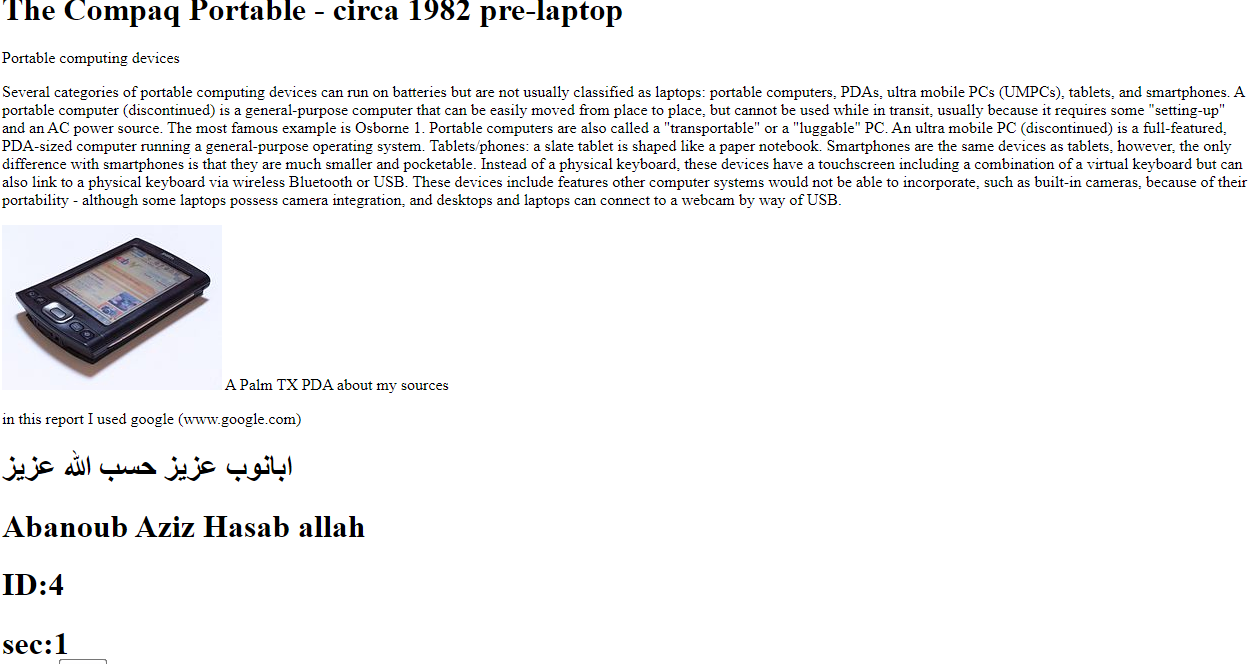 The Compaq Portable - circa 1982 pre-laptop
Portable computing devices
Several categories of portable computing devices can run on batteries but are not usually classified as laptops: portable computers, PDAs, ultra mobile PCs (UMPCs), tablets, and smartphones. A
portable computer (discontinued) is a general-purpose computer that can be easily moved from place to place, but cannot be used while in transit, usually because it requires some "setting-up"
and an AC power source. The most famous example is Osborne 1. Portable computers are also called a "transportable" or a "luggable" PC. An ultra mobile PC (discontinued) is a full-featured,
PDA-sized computer running a general-purpose operating system. Tablets/phones: a slate tablet is shaped like a paper notebook. Smartphones are the same devices as tablets, however, the only
difference with smartphones is that they are much smaller and pocketable. Instead of a physical keyboard, these devices have a touchscreen including a combination of a virtual keyboard but can
also link to a physical keyboard via wireless Bluetooth or USB. These devices include features other computer systems would not be able to incorporate, such as built-in cameras, because of their
portability - although some laptops possess camera integration, and desktops and laptops can connect to a webcam by way of USB.
palm
ebY
A Palm TX PDA about my sources
in this report I used google (www.google.com)
ابانوب عزيز حسب الله عزيز
Abanoub Aziz Hasab allah
ID:4
sec:1